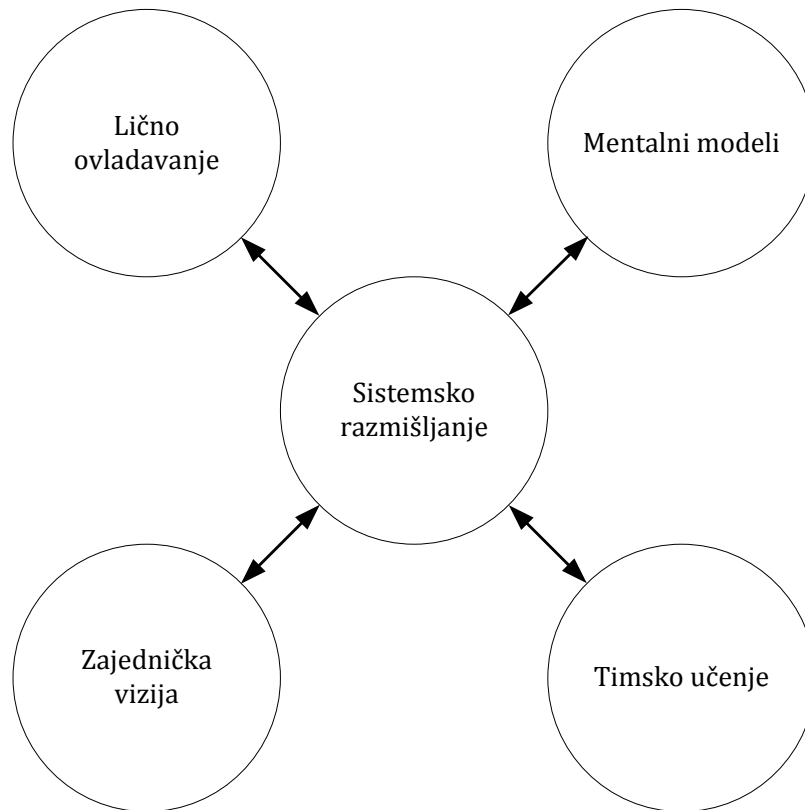 Lično
ovladavanje
Mentalni modeli
Sistemsko
razmišljanje
Zajednička
vizija
Timsko učenje